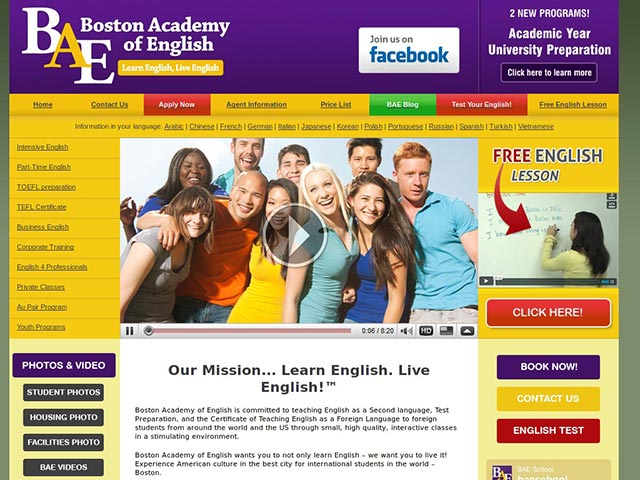 BAE Boston Academy
of English
Learn English, Live English
Join us on
facebook
2 NEW PROGRAMS!
Academic Year
University Preparation
Click here to learn more
Home Contact Us Apply Now Agent Information Price List BAE Blog Test Your English! Free English Lesson
Information in your language: Arabic | Chinese | French | German | Italian | Japanese | Korean | Polish | Portuguese | Russian | Spanish | Turkish | Vietnamese
Intensive English
Part-Time English
TOEFL preparation
TEFL Certificate
Business English
Corporate Training
English 4 Professionals
Private Classes
Au Pair Program
Youth Programs
0:06 / 8:20
HD
FREE ENGLISH
LESSON
CLICK HERE!
PHOTOS & VIDEO
STUDENT PHOTOS
HOUSING PHOTO
FACILITIES PHOTO
BAE VIDEOS
Our Mission... Learn English. Live
English!™
Boston Academy of English is committed to teaching English as a Second language, Test
Preparation, and the Certificate of Teaching English as a Foreign Language to foreign
students from around the world and the US through small, high quality, interactive classes
in a stimulating environment.
Boston Academy of English wants you to not only learn English – we want you to live it!
Experience American culture in the best city for international students in the world –
Boston.
BOOK NOW!
CONTACT US
ENGLISH TEST
BAE School